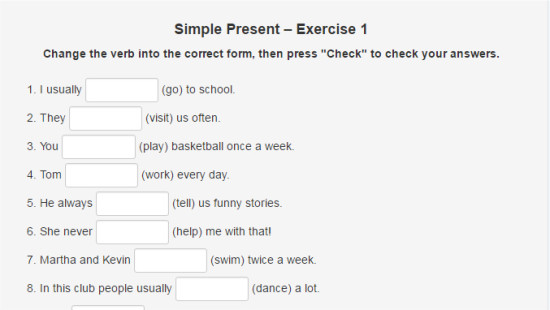 Simple Present – Exercise 1
Change the verb into the correct form, then press "Check" to check your answers.
1. I usually (go) to school.
2. They (visit) us often.
3. You (play) basketball once a week.
4. Tom (work) every day.
5. He always (tell) us funny stories.
6. She never (help) me with that!
7. Martha and Kevin (swim) twice a week.
8. In this club people usually (dance) a lot.